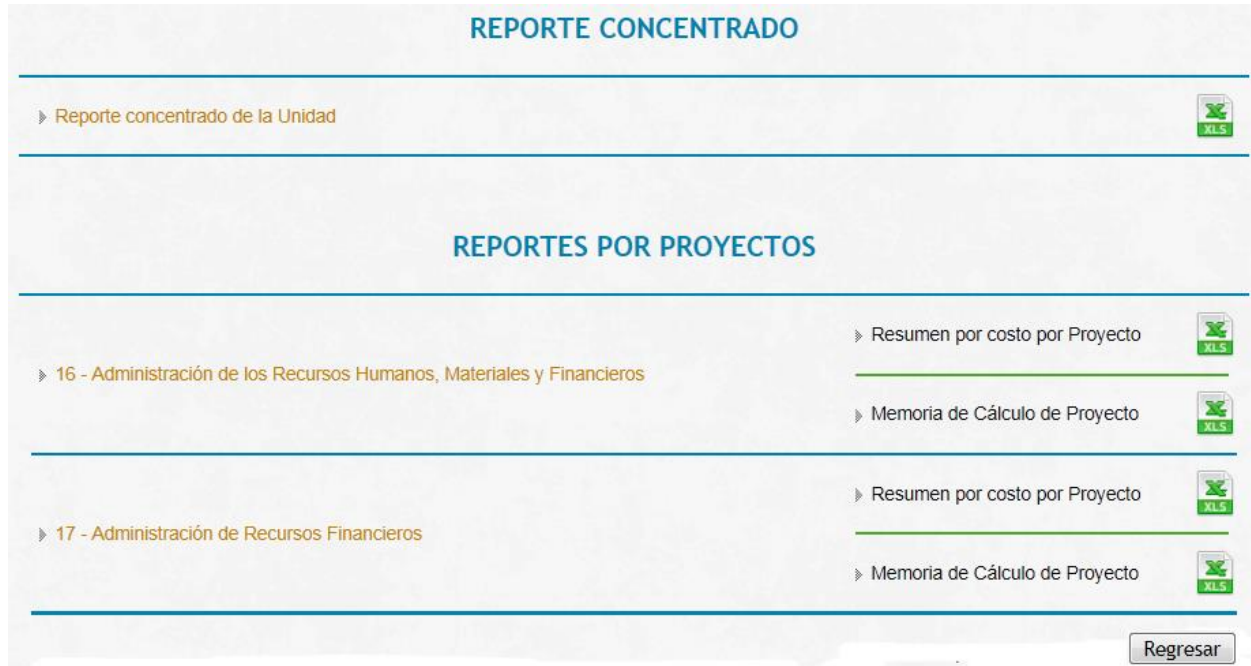 REPORTE CONCENTRADO
Reporte concentrado de la Unidad
XLS
REPORTES POR PROYECTOS
16 - Administración de los Recursos Humanos, Materiales y Financieros
Resumen por costo por Proyecto
XLS
Memoria de Cálculo de Proyecto
XLS
17 - Administración de Recursos Financieros
Resumen por costo por Proyecto
XLS
Memoria de Cálculo de Proyecto
XLS
Regresar